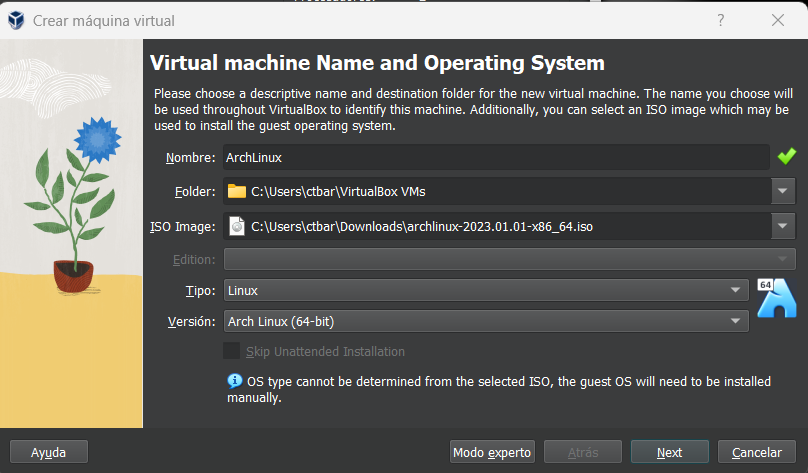 Crear máquina virtual
Virtual machine Name and Operating System
Please choose a descriptive name and destination folder for the new virtual machine. The name you choose will
be used throughout VirtualBox to identify this machine. Additionally, you can select an ISO image which may be
used to install the guest operating system.
Nombre: ArchLinux
Folder: C:\Users\ctbar\VirtualBox VMs
ISO Image: C:\Users\ctbar\Downloads\archlinux-2023.01.01-x86_64.iso
Edition:
Tipo: Linux
64
Versión: Arch Linux (64-bit)
Skip Unattended Installation
OS type cannot be determined from the selected ISO, the guest OS will need to be installed
manually.
Ayuda Modo experto Atrás Next Cancelar